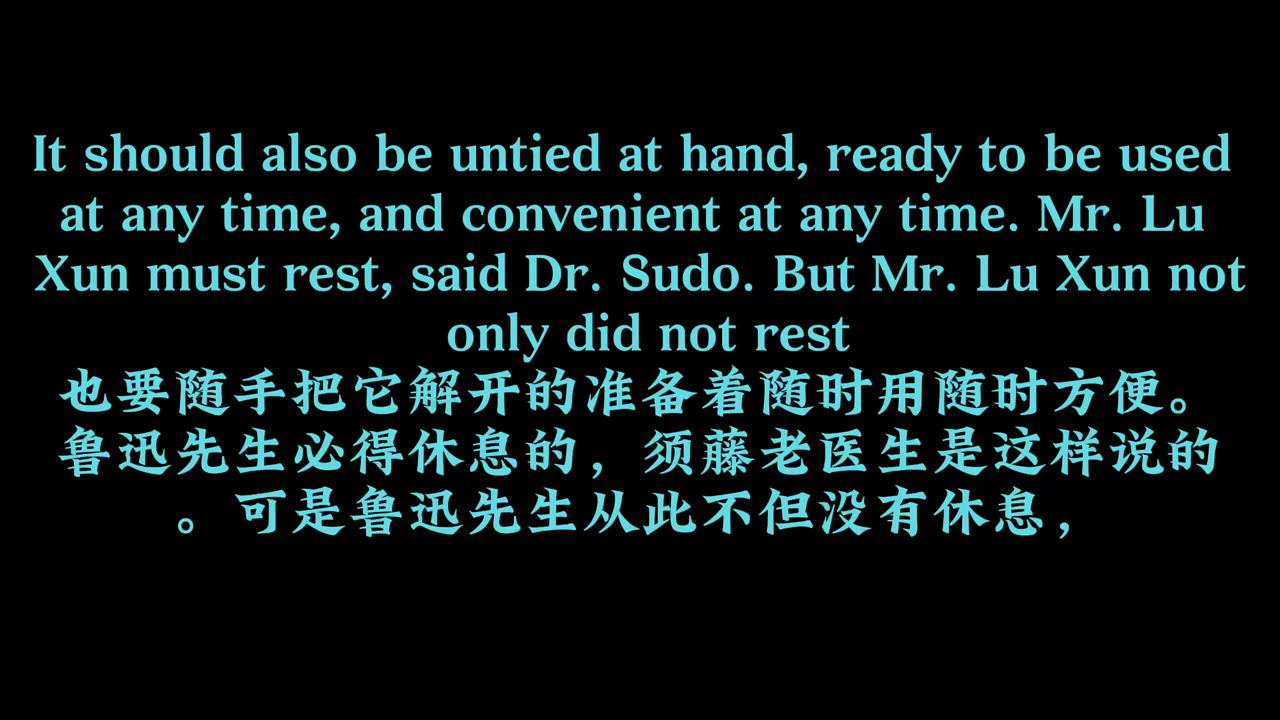 It should also be untied at hand, ready to be used
at any time, and convenient at any time. Mr. Lu
Xun must rest, said Dr. Sudo. But Mr. Lu Xun not
only did not rest
也要随手把它解开的准备着随时用随时方便。
鲁迅先生必得休息的，须藤老医生是这样说的
。可是鲁迅先生从此不但没有休息，